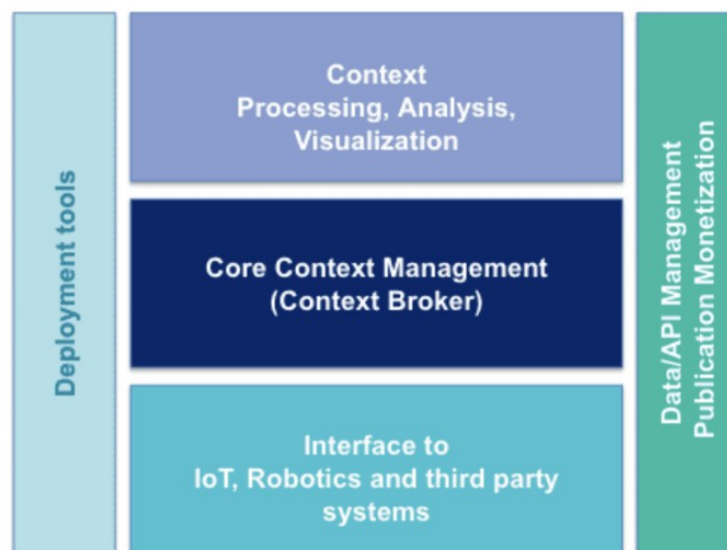 Deployment tools
Context
Processing, Analysis,
Visualization
Core Context Management
(Context Broker)
Interface to
IoT, Robotics and third party
systems
Data/API Management
Publication Monetization